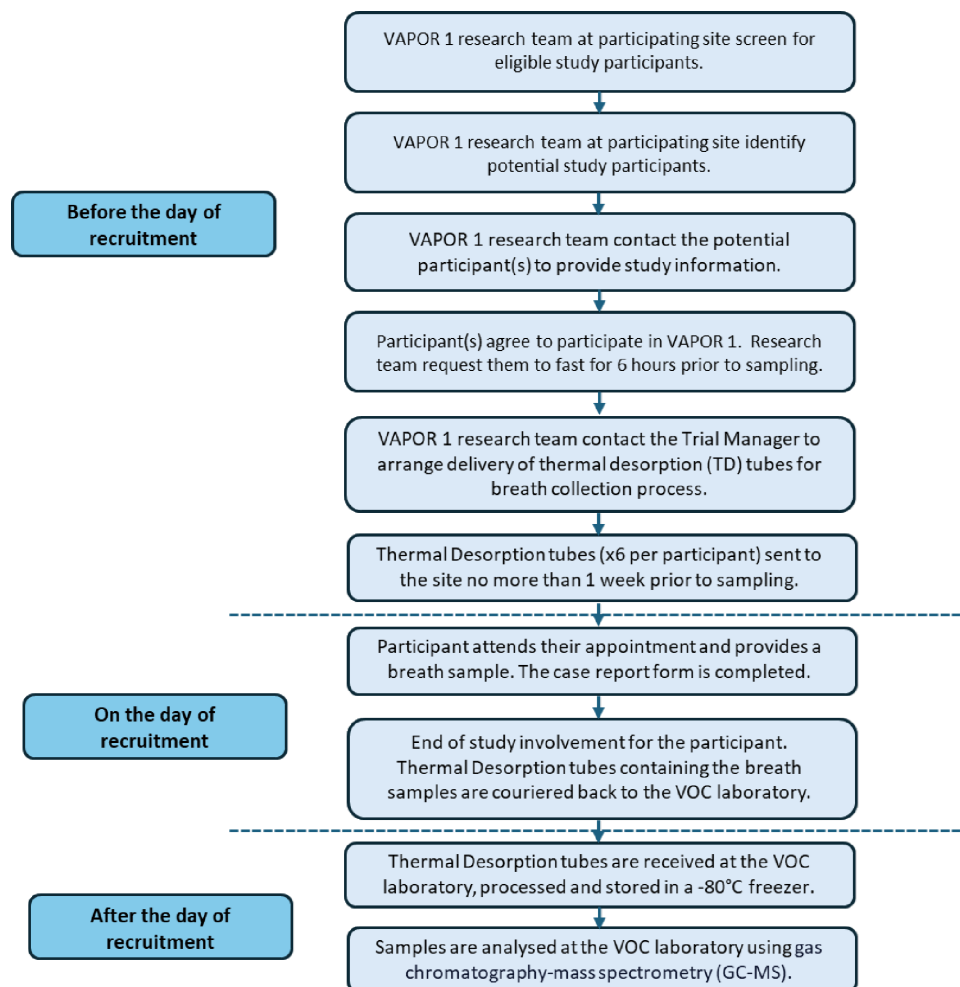 VAPOR 1 research team at participating site screen for
eligible study participants.
VAPOR 1 research team at participating site identify
potential study participants.
Before the day of
recruitment
VAPOR 1 research team contact the potential
participant(s) to provide study information.
Participant(s) agree to participate in VAPOR 1. Research
team request them to fast for 6 hours prior to sampling.
VAPOR 1 research team contact the Trial Manager to
arrange delivery of thermal desorption (TD) tubes for
breath collection process.
Thermal Desorption tubes (x6 per participant) sent to
the site no more than 1 week prior to sampling.
Participant attends their appointment and provides a
breath sample. The case report form is completed.
On the day of
recruitment
End of study involvement for the participant.
Thermal Desorption tubes containing the breath
samples are couriered back to the VOC laboratory.
Thermal Desorption tubes are received at the VOC
laboratory, processed and stored in a -80°C freezer.
After the day of
recruitment
Samples are analysed at the VOC laboratory using gas
chromatography-mass spectrometry (GC-MS).